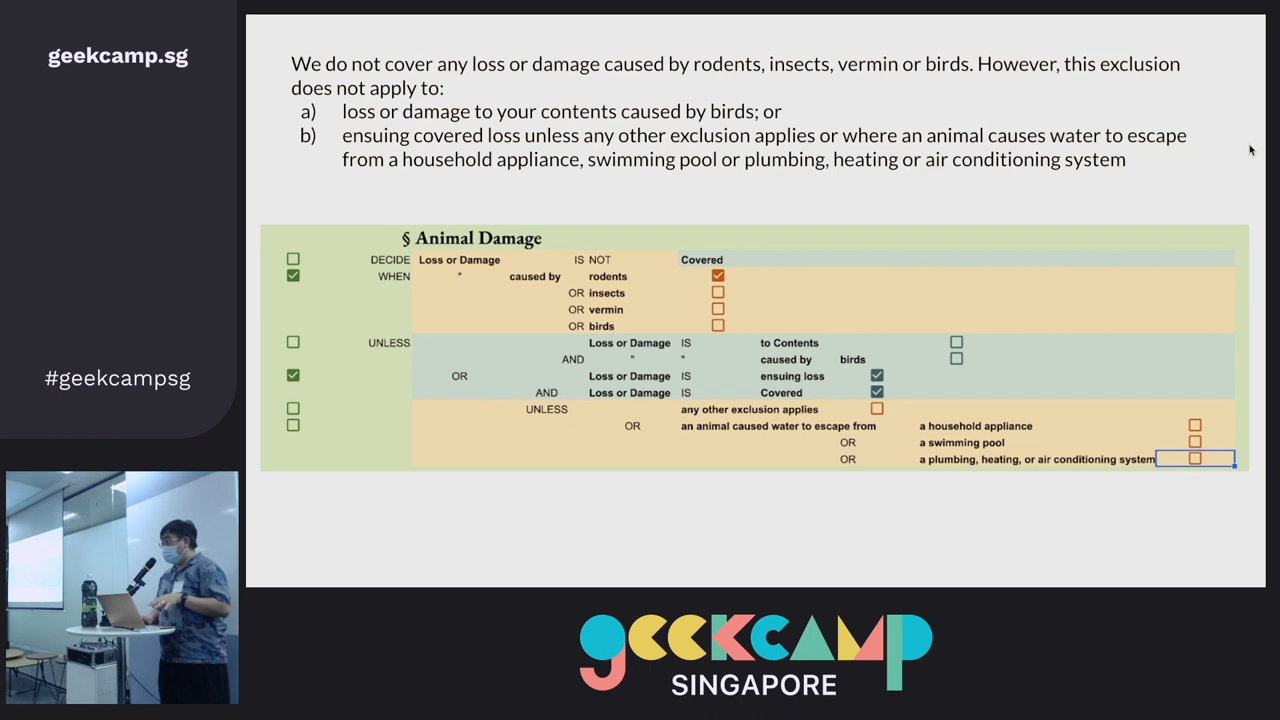 geekcamp.sg
#geekcampsg
We do not cover any loss or damage caused by rodents, insects, vermin or birds. However, this exclusion
does not apply to:
a) loss or damage to your contents caused by birds; or
b) ensuing covered loss unless any other exclusion applies or where an animal causes water to escape
from a household appliance, swimming pool or plumbing, heating or air conditioning system
§ Animal Damage
DECIDE Loss or Damage IS NOT Covered
WHEN " caused by rodents
OR insects
OR vermin
OR birds
UNLESS Loss or Damage IS to Contents
AND " " caused by birds
OR Loss or Damage IS ensuing loss
AND Loss or Damage IS Covered
UNLESS any other exclusion applies
OR an animal caused water to escape from a household appliance
OR a swimming pool
OR a plumbing, heating, or air conditioning system
geekcamp
SINGAPORE